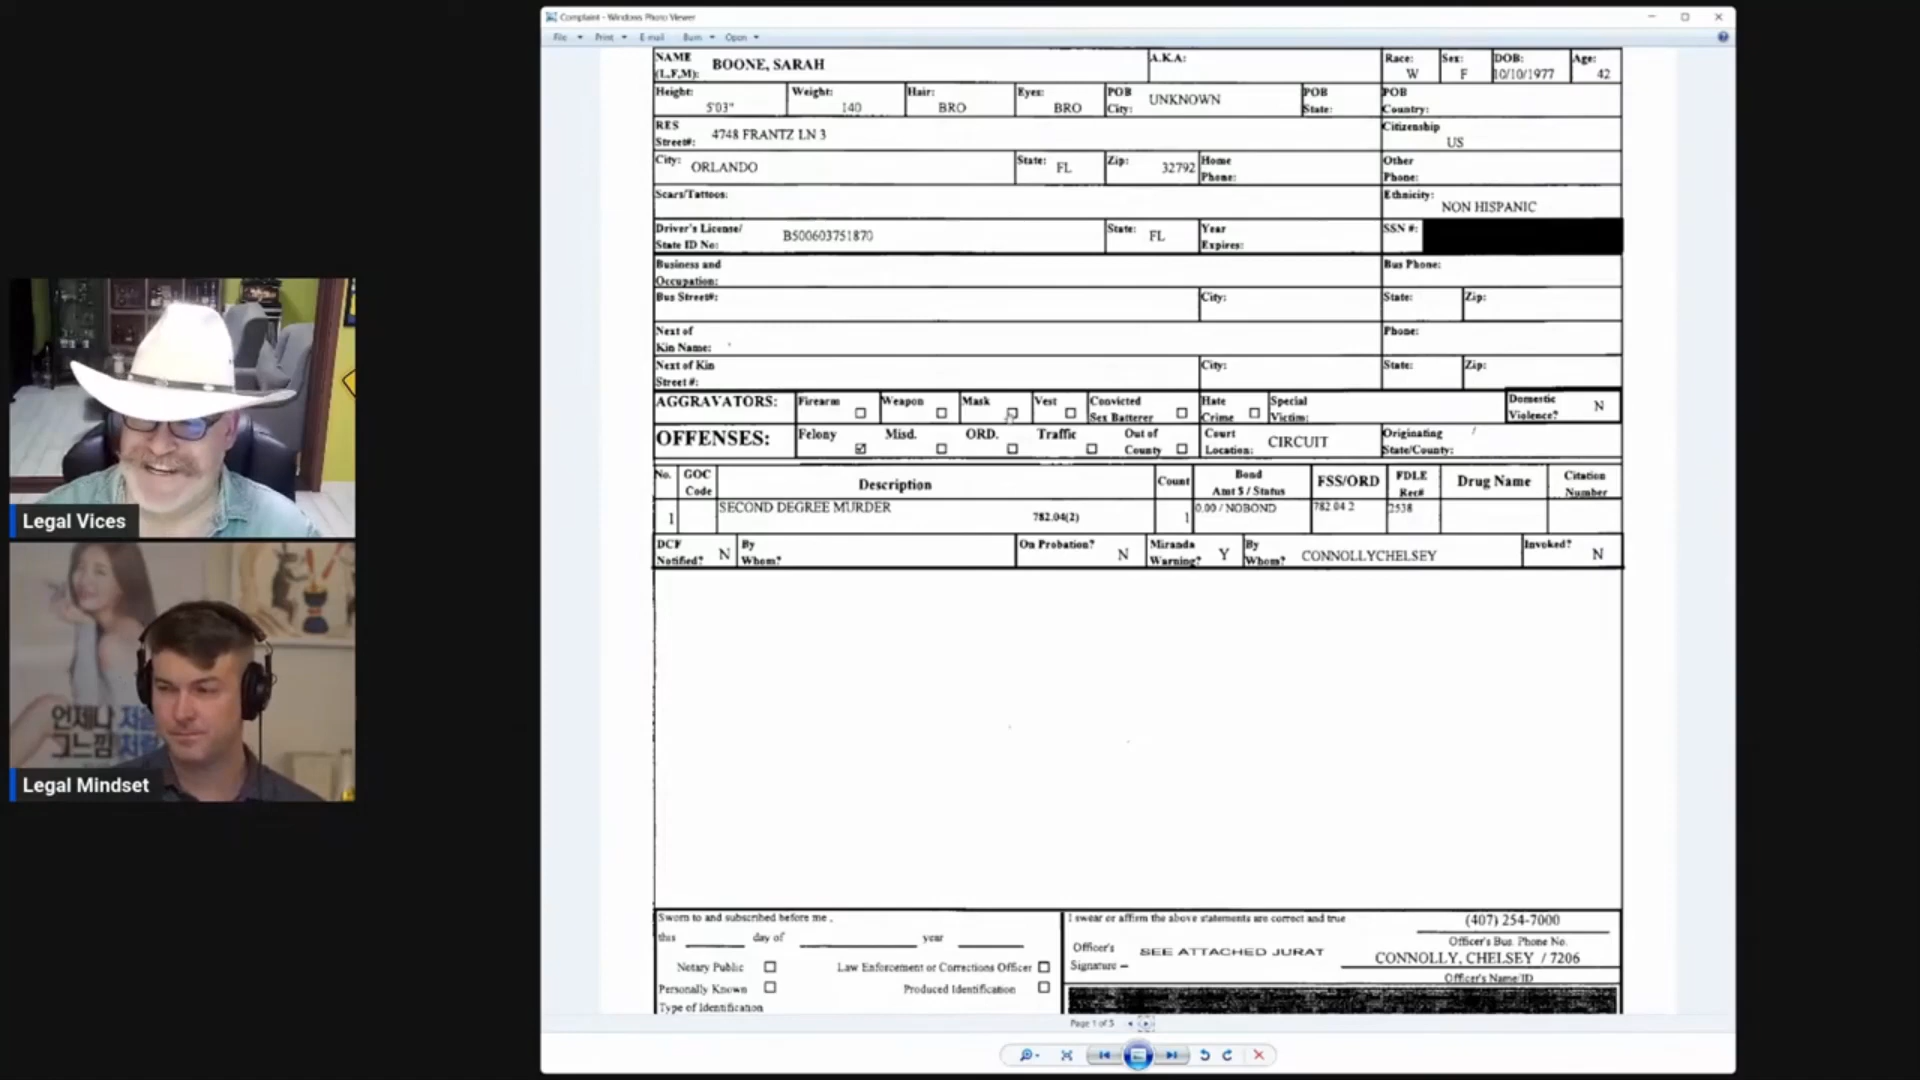 Complaint - Windows Photo Viewer
File Print E-mail Burn Open
NAME (L,F,M): BOONE, SARAH A.K.A: Race: W Sex: F DOB: 10/10/1977 Age: 42
Height: 5'03" Weight: 140 Hair: BRO Eyes: BRO POB City: UNKNOWN POB State: POB Country:
RES Street#: 4748 FRANTZ LN 3 Citizenship US
City: ORLANDO State: FL Zip: 32792 Home Phone: Other Phone:
Scars/Tattoos: Ethnicity: NON HISPANIC
Driver's License/ State ID No: B500603751870 State: FL Year Expires: SSN #:
Business and Occupation: Bus Phone:
Bus Street#: City: State: Zip:
Next of Kin Name: Phone:
Next of Kin Street #: City: State: Zip:
AGGRAVATORS: Firearm Weapon Mask Vest Convicted Sex Batterer Hate Crime Special Victim: Domestic Violence? N
OFFENSES: Felony Misd. ORD. Traffic Out of County Court Location: CIRCUIT Originating State/County:
No. GOC Code Description Count Bond Amt $ / Status FSS/ORD FDLE Rec# Drug Name Citation Number
1 SECOND DEGREE MURDER 782.04(2) 1 0.00 / NOBOND 782.04 2 2538
DCF Notified? N By Whom? On Probation? N Miranda Warning? Y By Whom? CONNOLLYCHELSEY Invoked? N
Legal Vices
언제나
그느낌
Legal Mindset
Sworn to and subscribed before me ,
this day of year
Notary Public Law Enforcement or Corrections Officer
Personally Known Produced Identification
Type of Identification
I swear or affirm the above statements are correct and true (407) 254-7000
Officer's Bus. Phone No.
Officer's Signature – SEE ATTACHED JURAT CONNOLLY, CHELSEY / 7206
Officer's Name/ID
Page 1 of